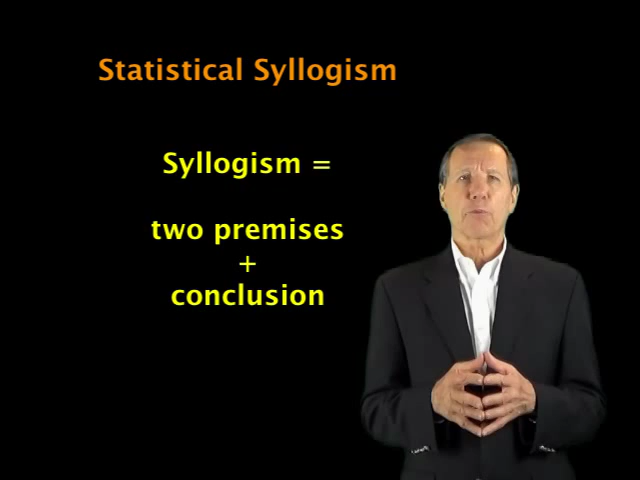 Statistical Syllogism
Syllogism =
two premises
+
conclusion